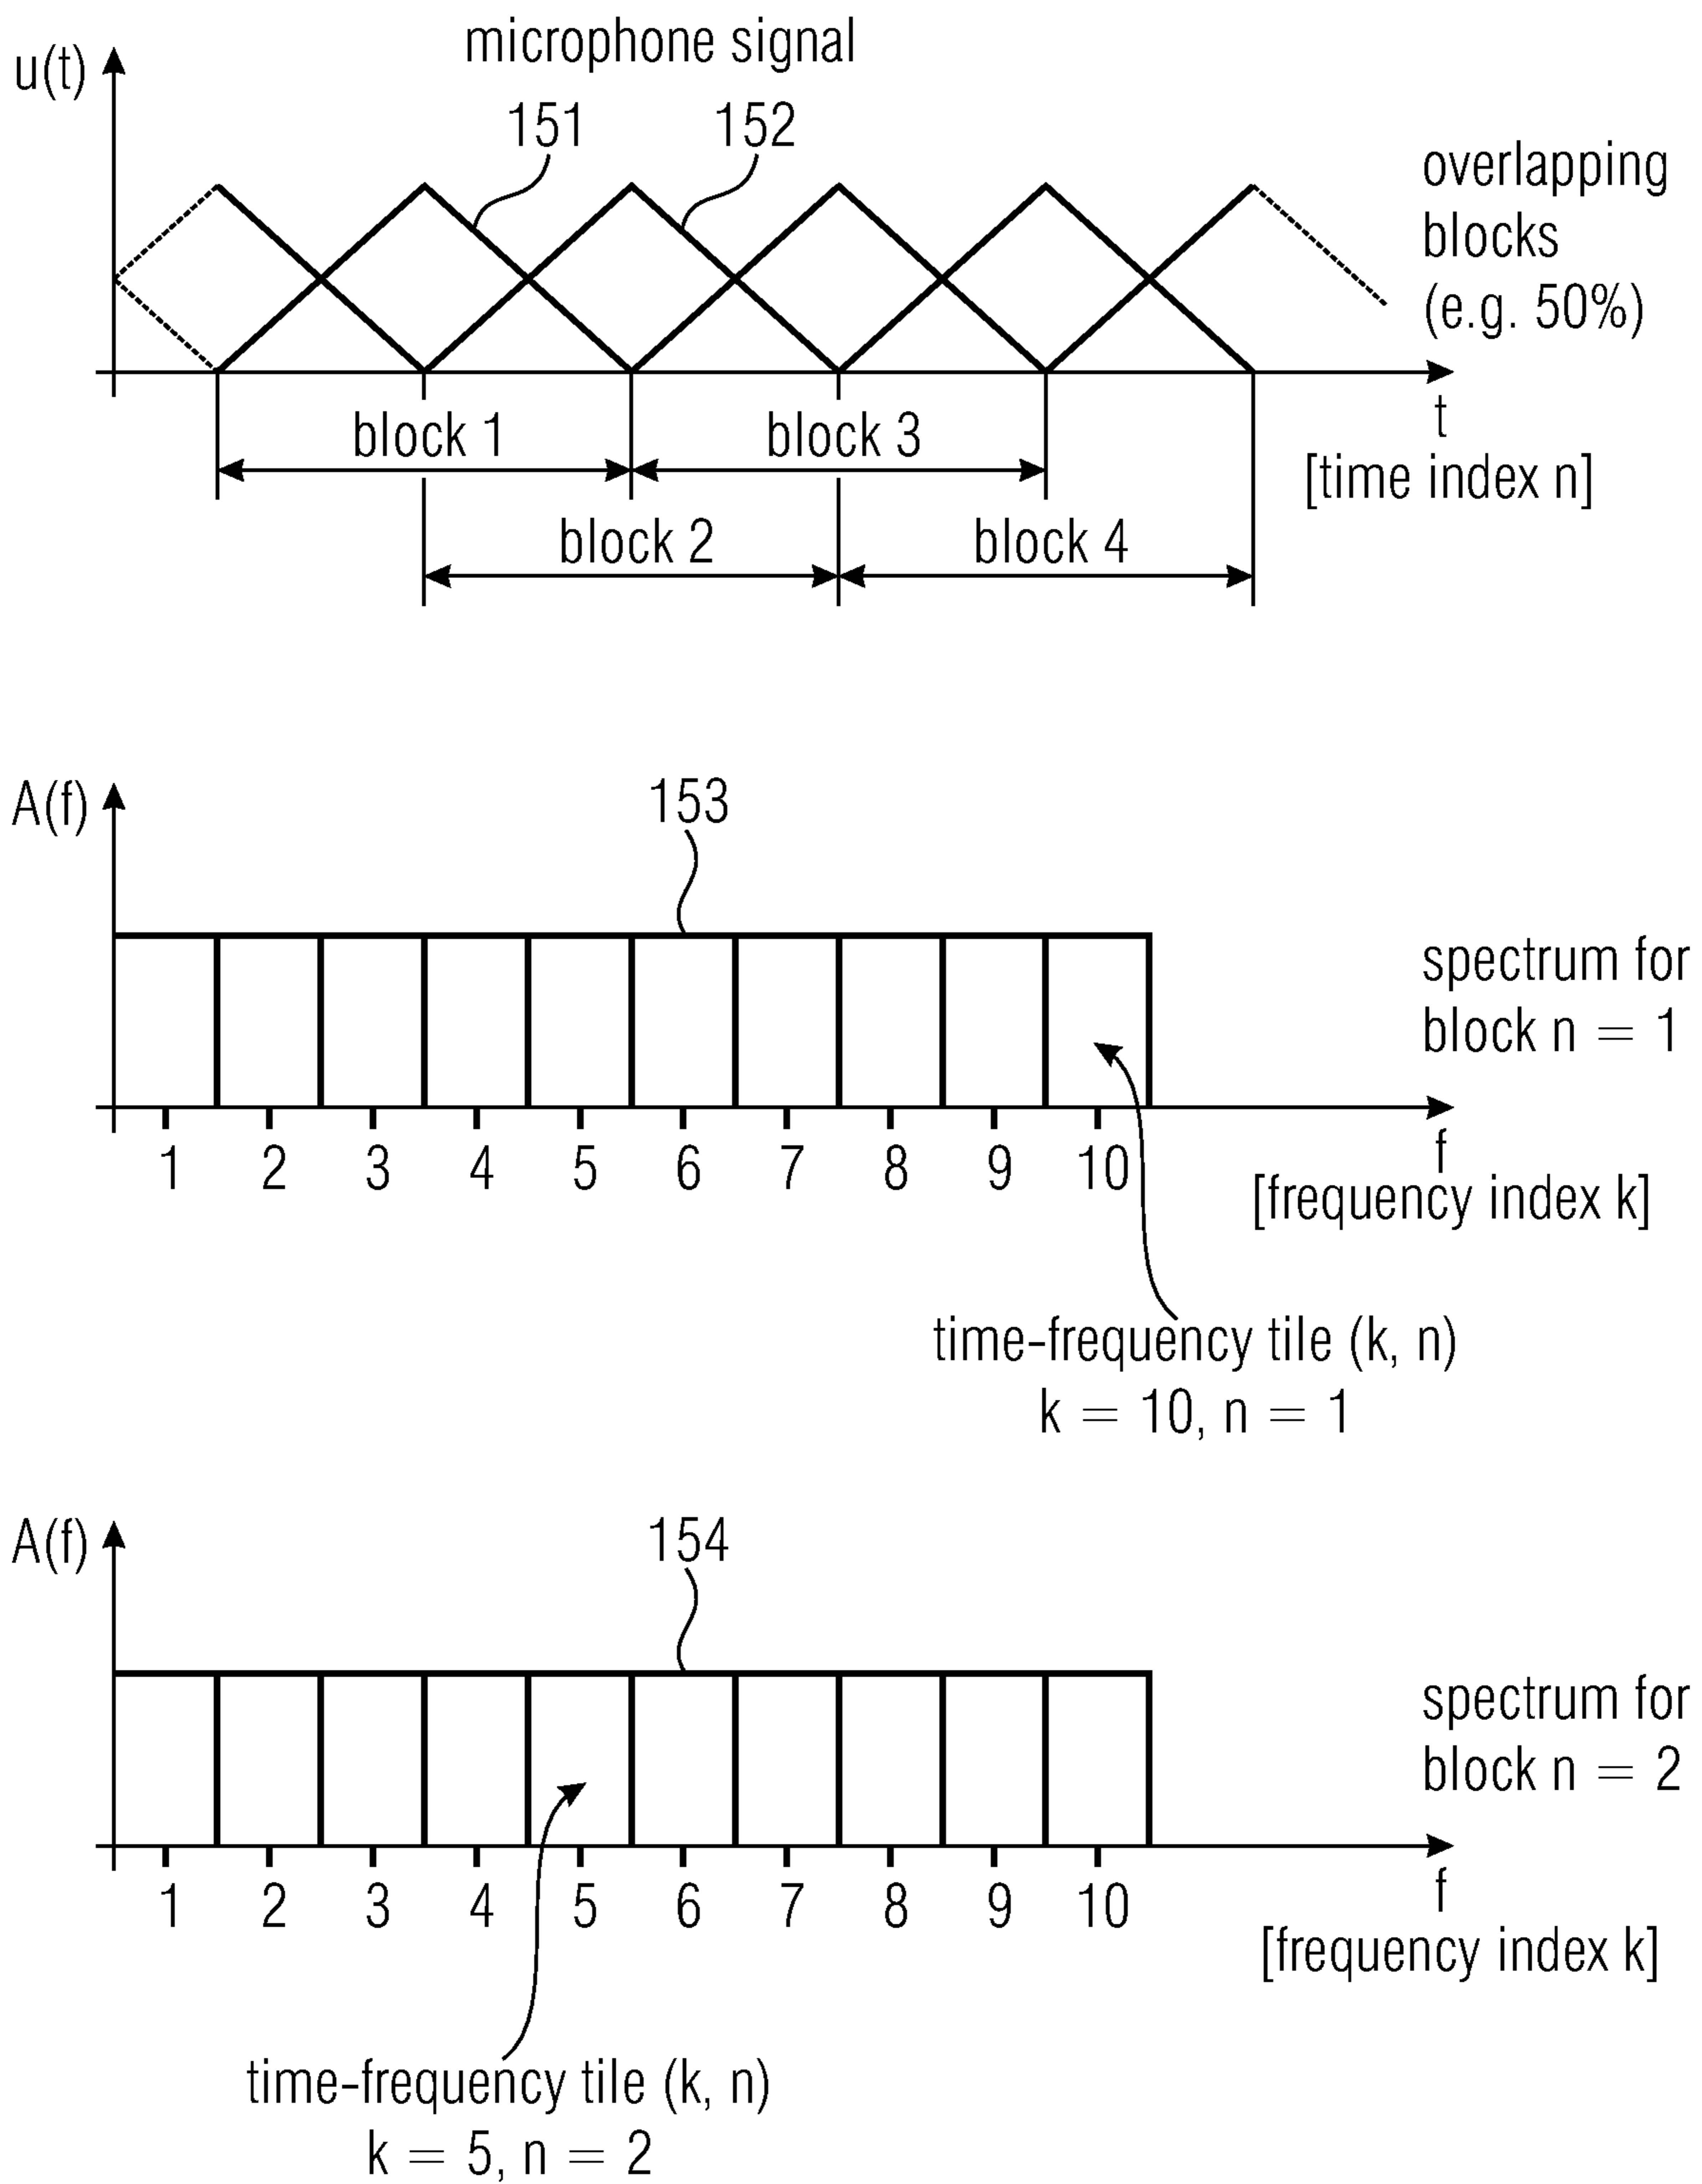 microphone signal
u(t)
151
152
overlapping
blocks
(e.g. 50%)
t
[time index n]
block 1
block 3
block 2
block 4
A(f)
153
spectrum for
block n = 1
1 2 3 4 5 6 7 8 9 10
f
[frequency index k]
time-frequency tile (k, n)
k = 10, n = 1
A(f)
154
spectrum for
block n = 2
1 2 3 4 5 6 7 8 9 10
f
[frequency index k]
time-frequency tile (k, n)
k = 5, n = 2